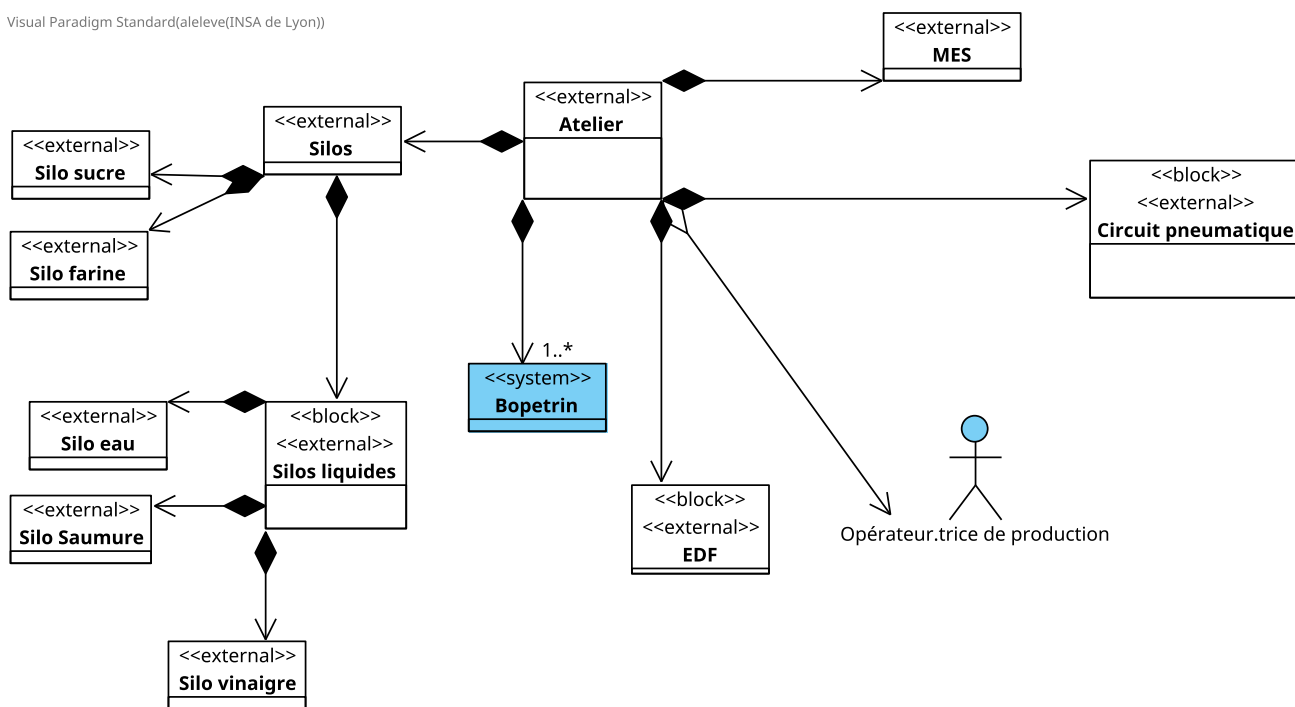 Visual Paradigm Standard(aleleve(INSA de Lyon))
<<external>>
MES
<<external>>
Atelier
<<external>>
Silos
<<external>>
Silo sucre
<<block>>
<<external>>
Circuit pneumatique
<<external>>
Silo farine
1..*
<<system>>
Bopetrin
<<external>>
Silo eau
<<block>>
<<external>>
Silos liquides
<<external>>
Silo Saumure
<<block>>
<<external>>
EDF
Opérateur.trice de production
<<external>>
Silo vinaigre